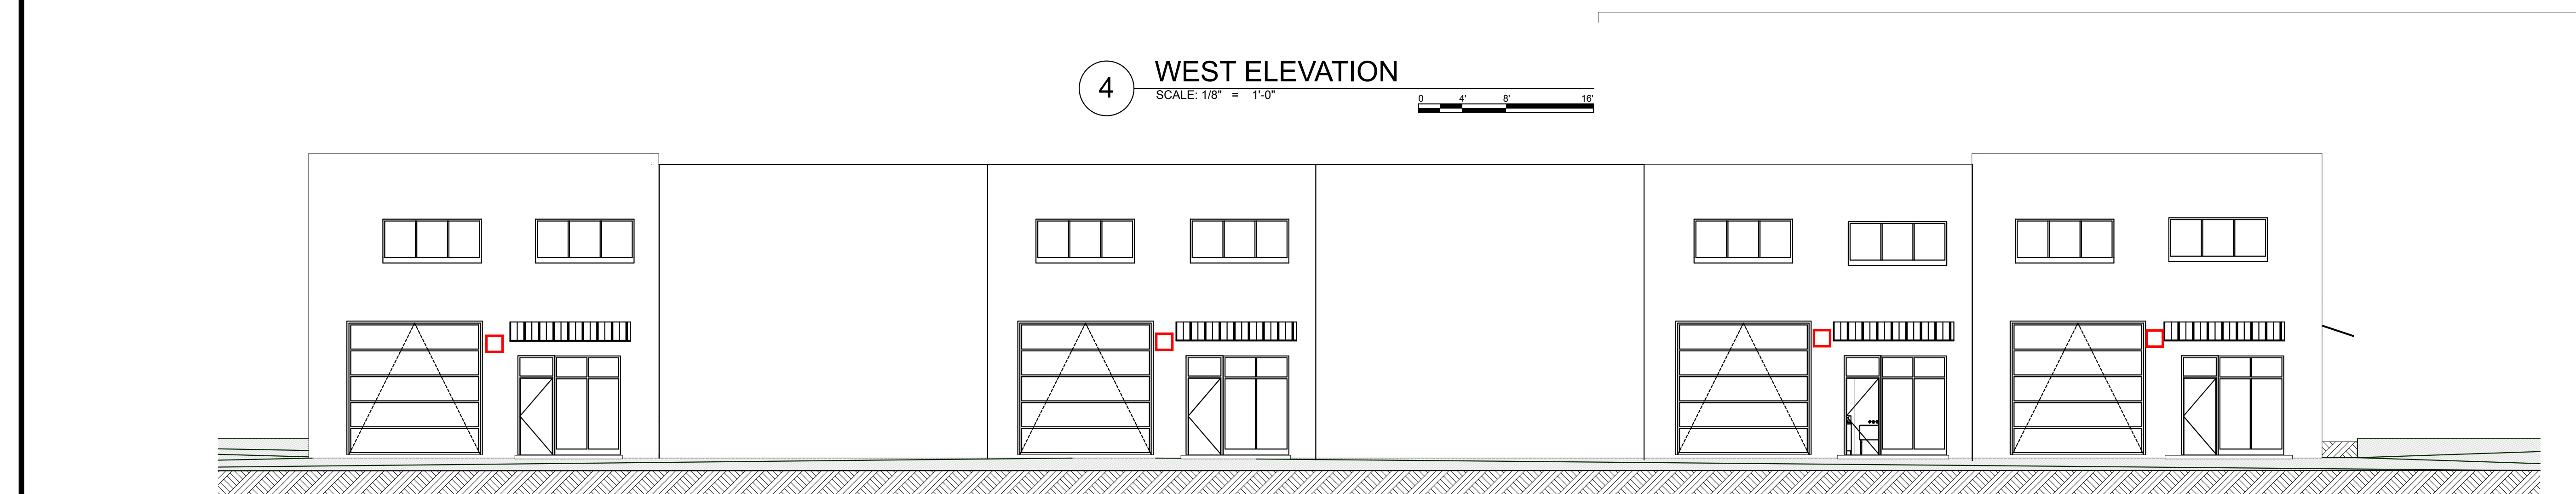 4
WEST ELEVATION
SCALE: 1/8" = 1'-0"
0 4' 8' 16'